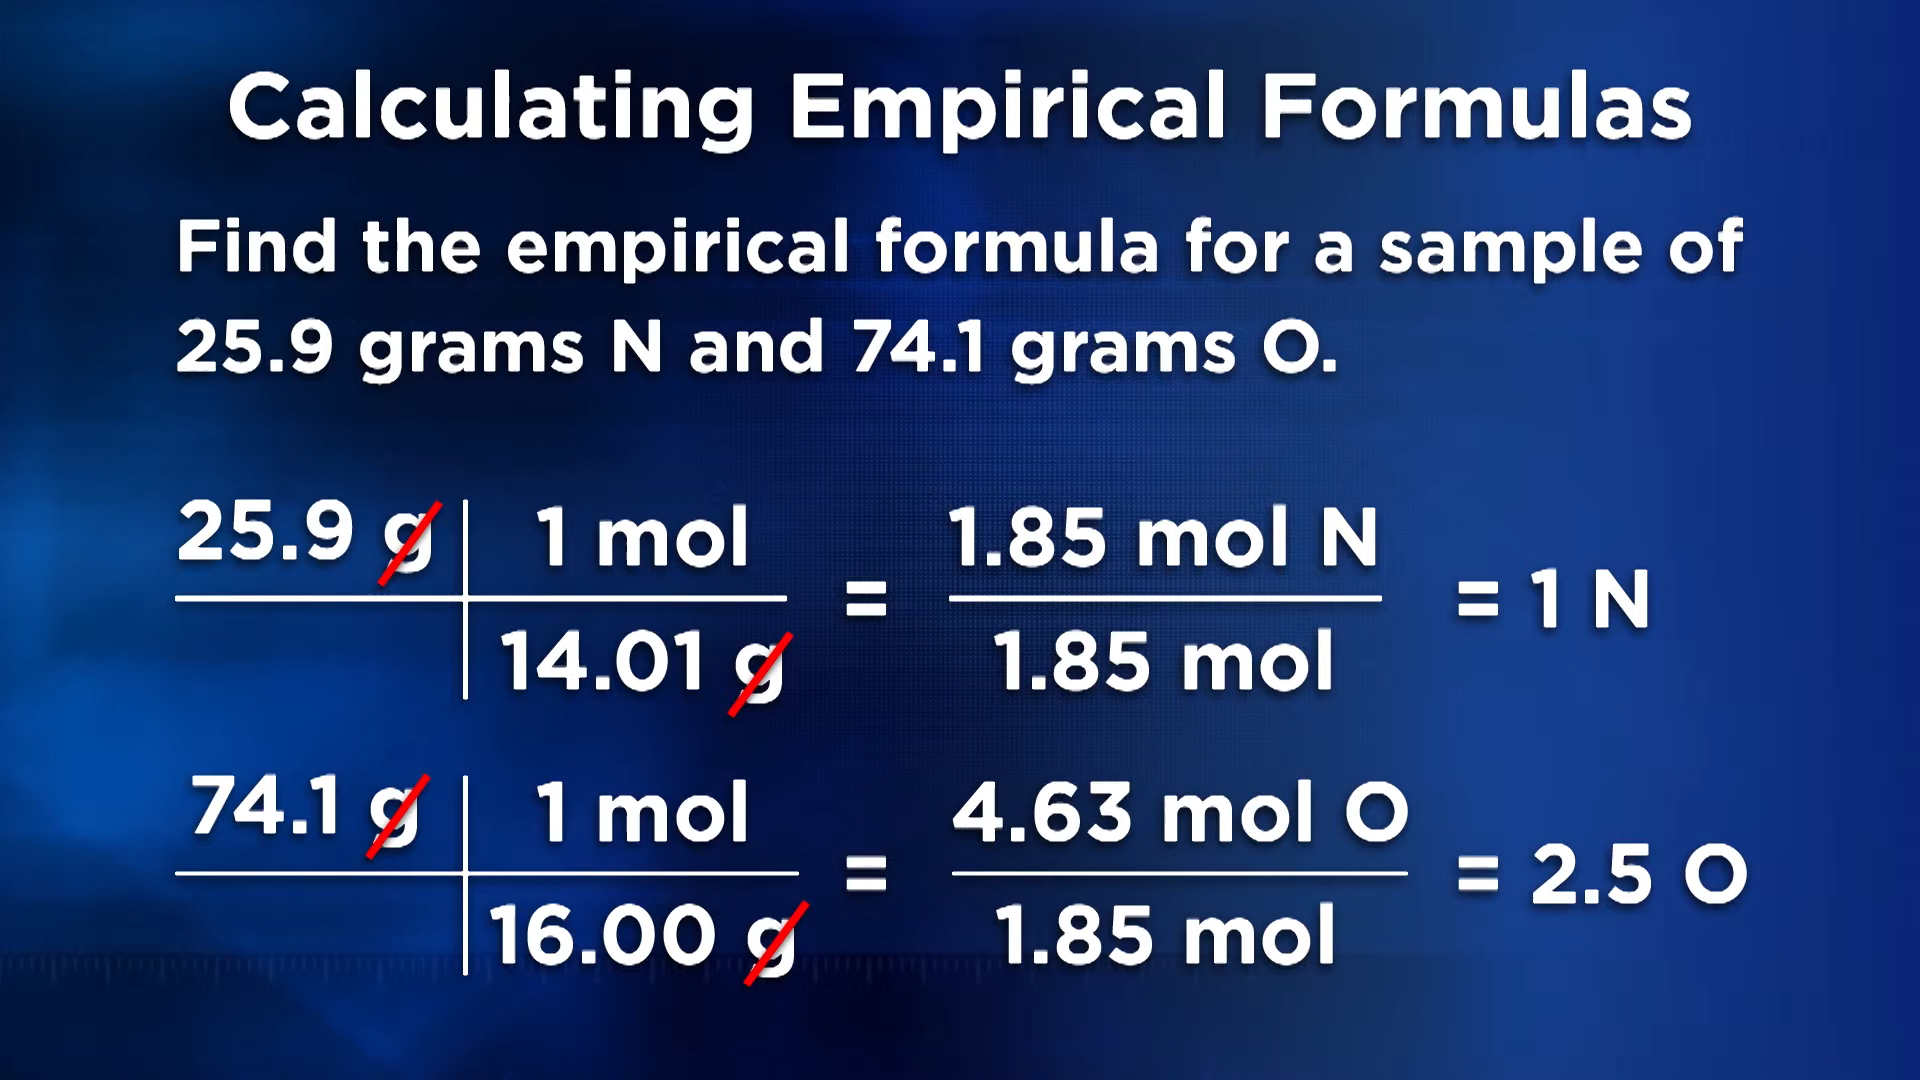 Calculating Empirical Formulas
Find the empirical formula for a sample of
25.9 grams N and 74.1 grams O.
25.9 g 1 mol = 1.85 mol N = 1 N
14.01 g 1.85 mol
74.1 g 1 mol = 4.63 mol O = 2.5 O
16.00 g 1.85 mol